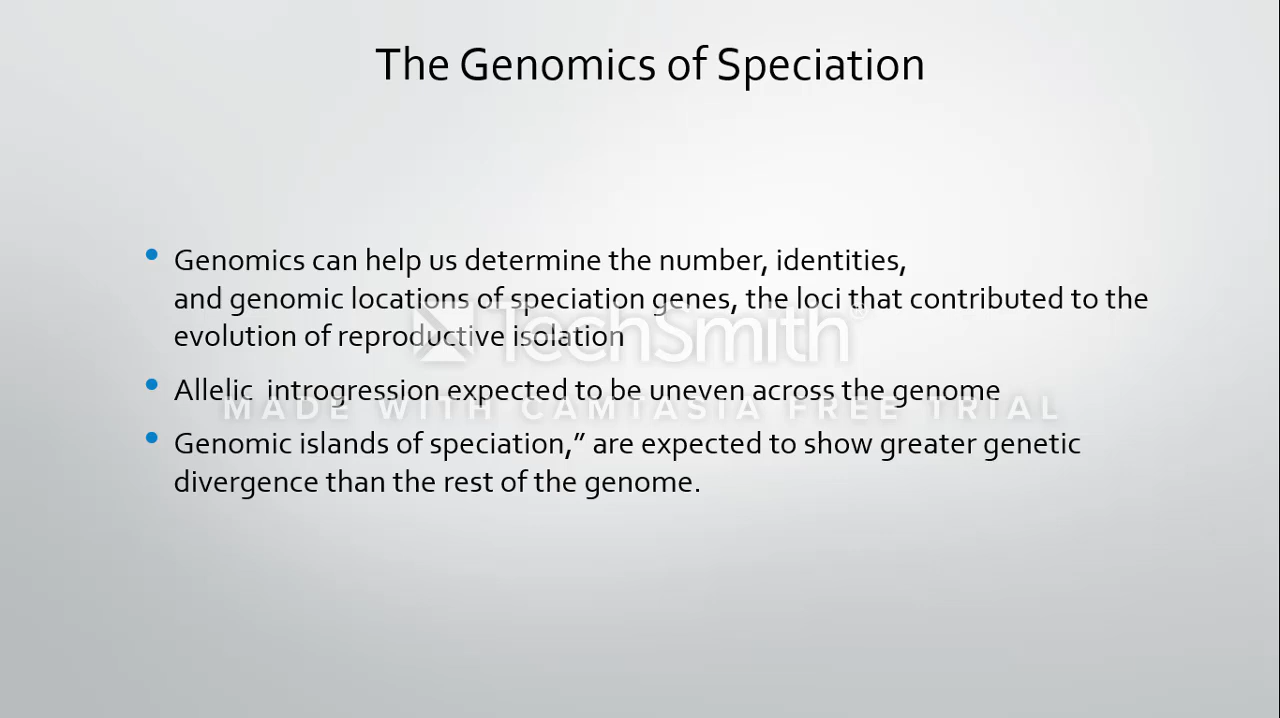 The Genomics of Speciation
• Genomics can help us determine the number, identities,
and genomic locations of speciation genes, the loci that contributed to the
evolution of reproductive isolation
TechSmith®
• Allelic  introgression expected to be uneven across the genome
MADE WITH CAMTASIA FREE TRIAL
• Genomic islands of speciation,” are expected to show greater genetic
divergence than the rest of the genome.